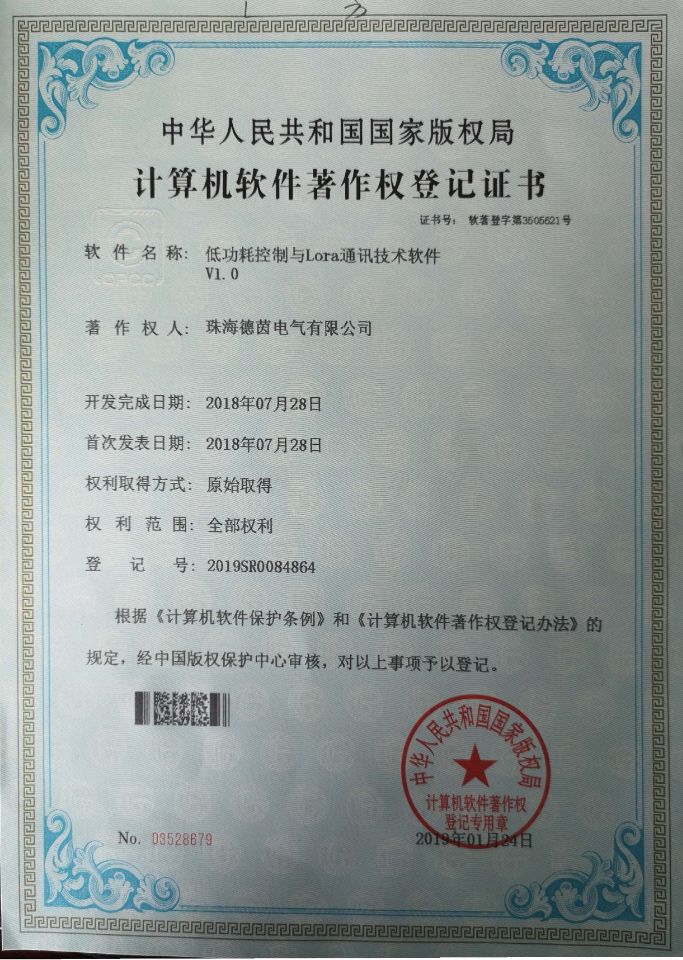 中华人民共和国国家版权局
计算机软件著作权登记证书
证书号: 软著登字第3505621号
软件名称: 低功耗控制与Lora通讯技术软件
V1.0
著作权人: 珠海德茵电气有限公司
开发完成日期: 2018年07月28日
首次发表日期: 2018年07月28日
权利取得方式: 原始取得
权利范围: 全部权利
登记号: 2019SR0084864
根据《计算机软件保护条例》和《计算机软件著作权登记办法》的
规定,经中国版权保护中心审核,对以上事项予以登记。
中华人民共和国国家版权局
计算机软件著作权
登记专用章
No. 03528679
2019年01月24日